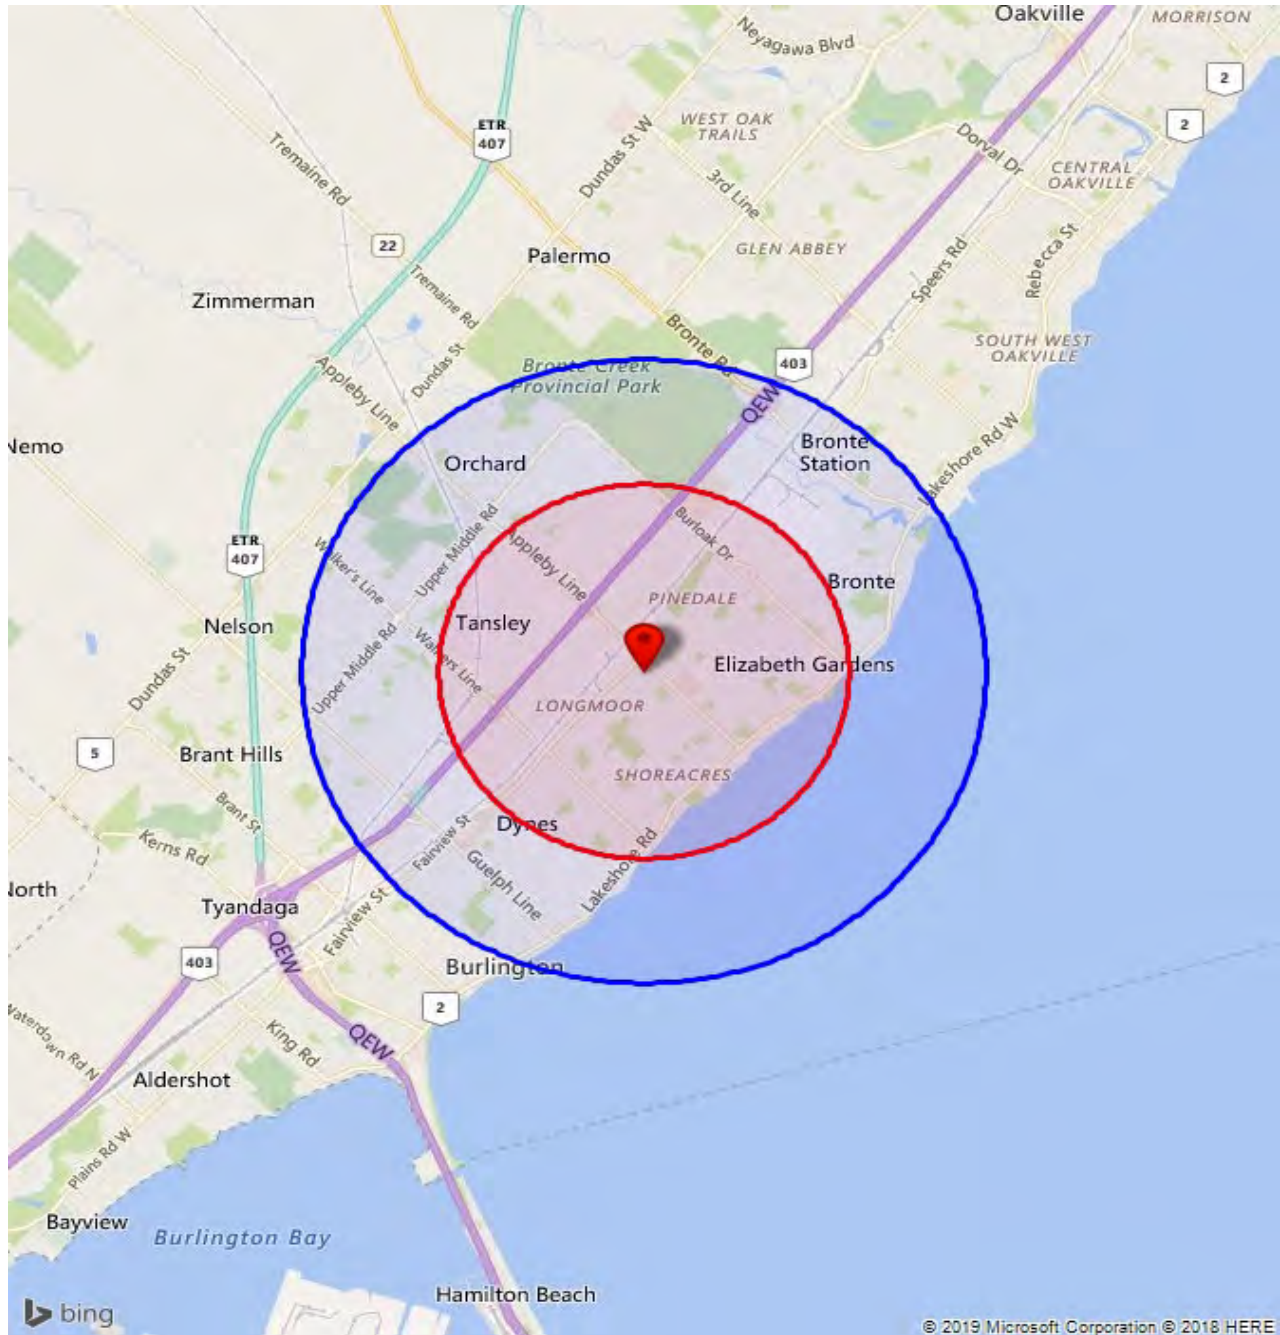 Oakville
MORRISON
Neyagawa Blvd
2
2
WEST OAK
TRAILS
ETR
407
Dundas St W
Dorval Dr
Tremaine Rd
CENTRAL
OAKVILLE
3rd Line
22
Palermo
GLEN ABBEY
Rebecca St
Speers Rd
Tremaine Rd
Zimmerman
SOUTH WEST
OAKVILLE
Bronte Rd
403
Dundas St
Appleby Line
Bronte Creek
Provincial Park
QEW
Nemo
Orchard
Bronte
Station
Lakeshore Rd W
Burloak Dr
ETR
407
Walker's Line
Upper Middle Rd
Appleby Line
Bronte
PINEDALE
Nelson
Tansley
Upper Middle Rd
Walkers Line
Elizabeth Gardens
Dundas St
LONGMOOR
5
Brant Hills
SHOREACRES
Brant St
Dynes
Kerns Rd
Fairview St
Lakeshore Rd
Guelph Line
North
Tyandaga
Fairview St
QEW
403
Burlington
2
Waterdown Rd N
King Rd
QEW
Aldershot
Plains Rd W
Bayview
Burlington Bay
Hamilton Beach
bing
© 2019 Microsoft Corporation © 2018 HERE